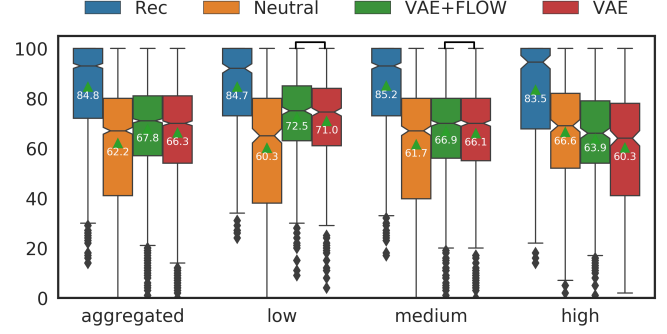 Rec Neutral VAE+FLOW VAE
100
80
60
40
20
0
84.8 62.2 67.8 66.3
84.7 60.3 72.5 71.0
85.2 61.7 66.9 66.1
83.5 66.6 63.9 60.3
aggregated low medium high